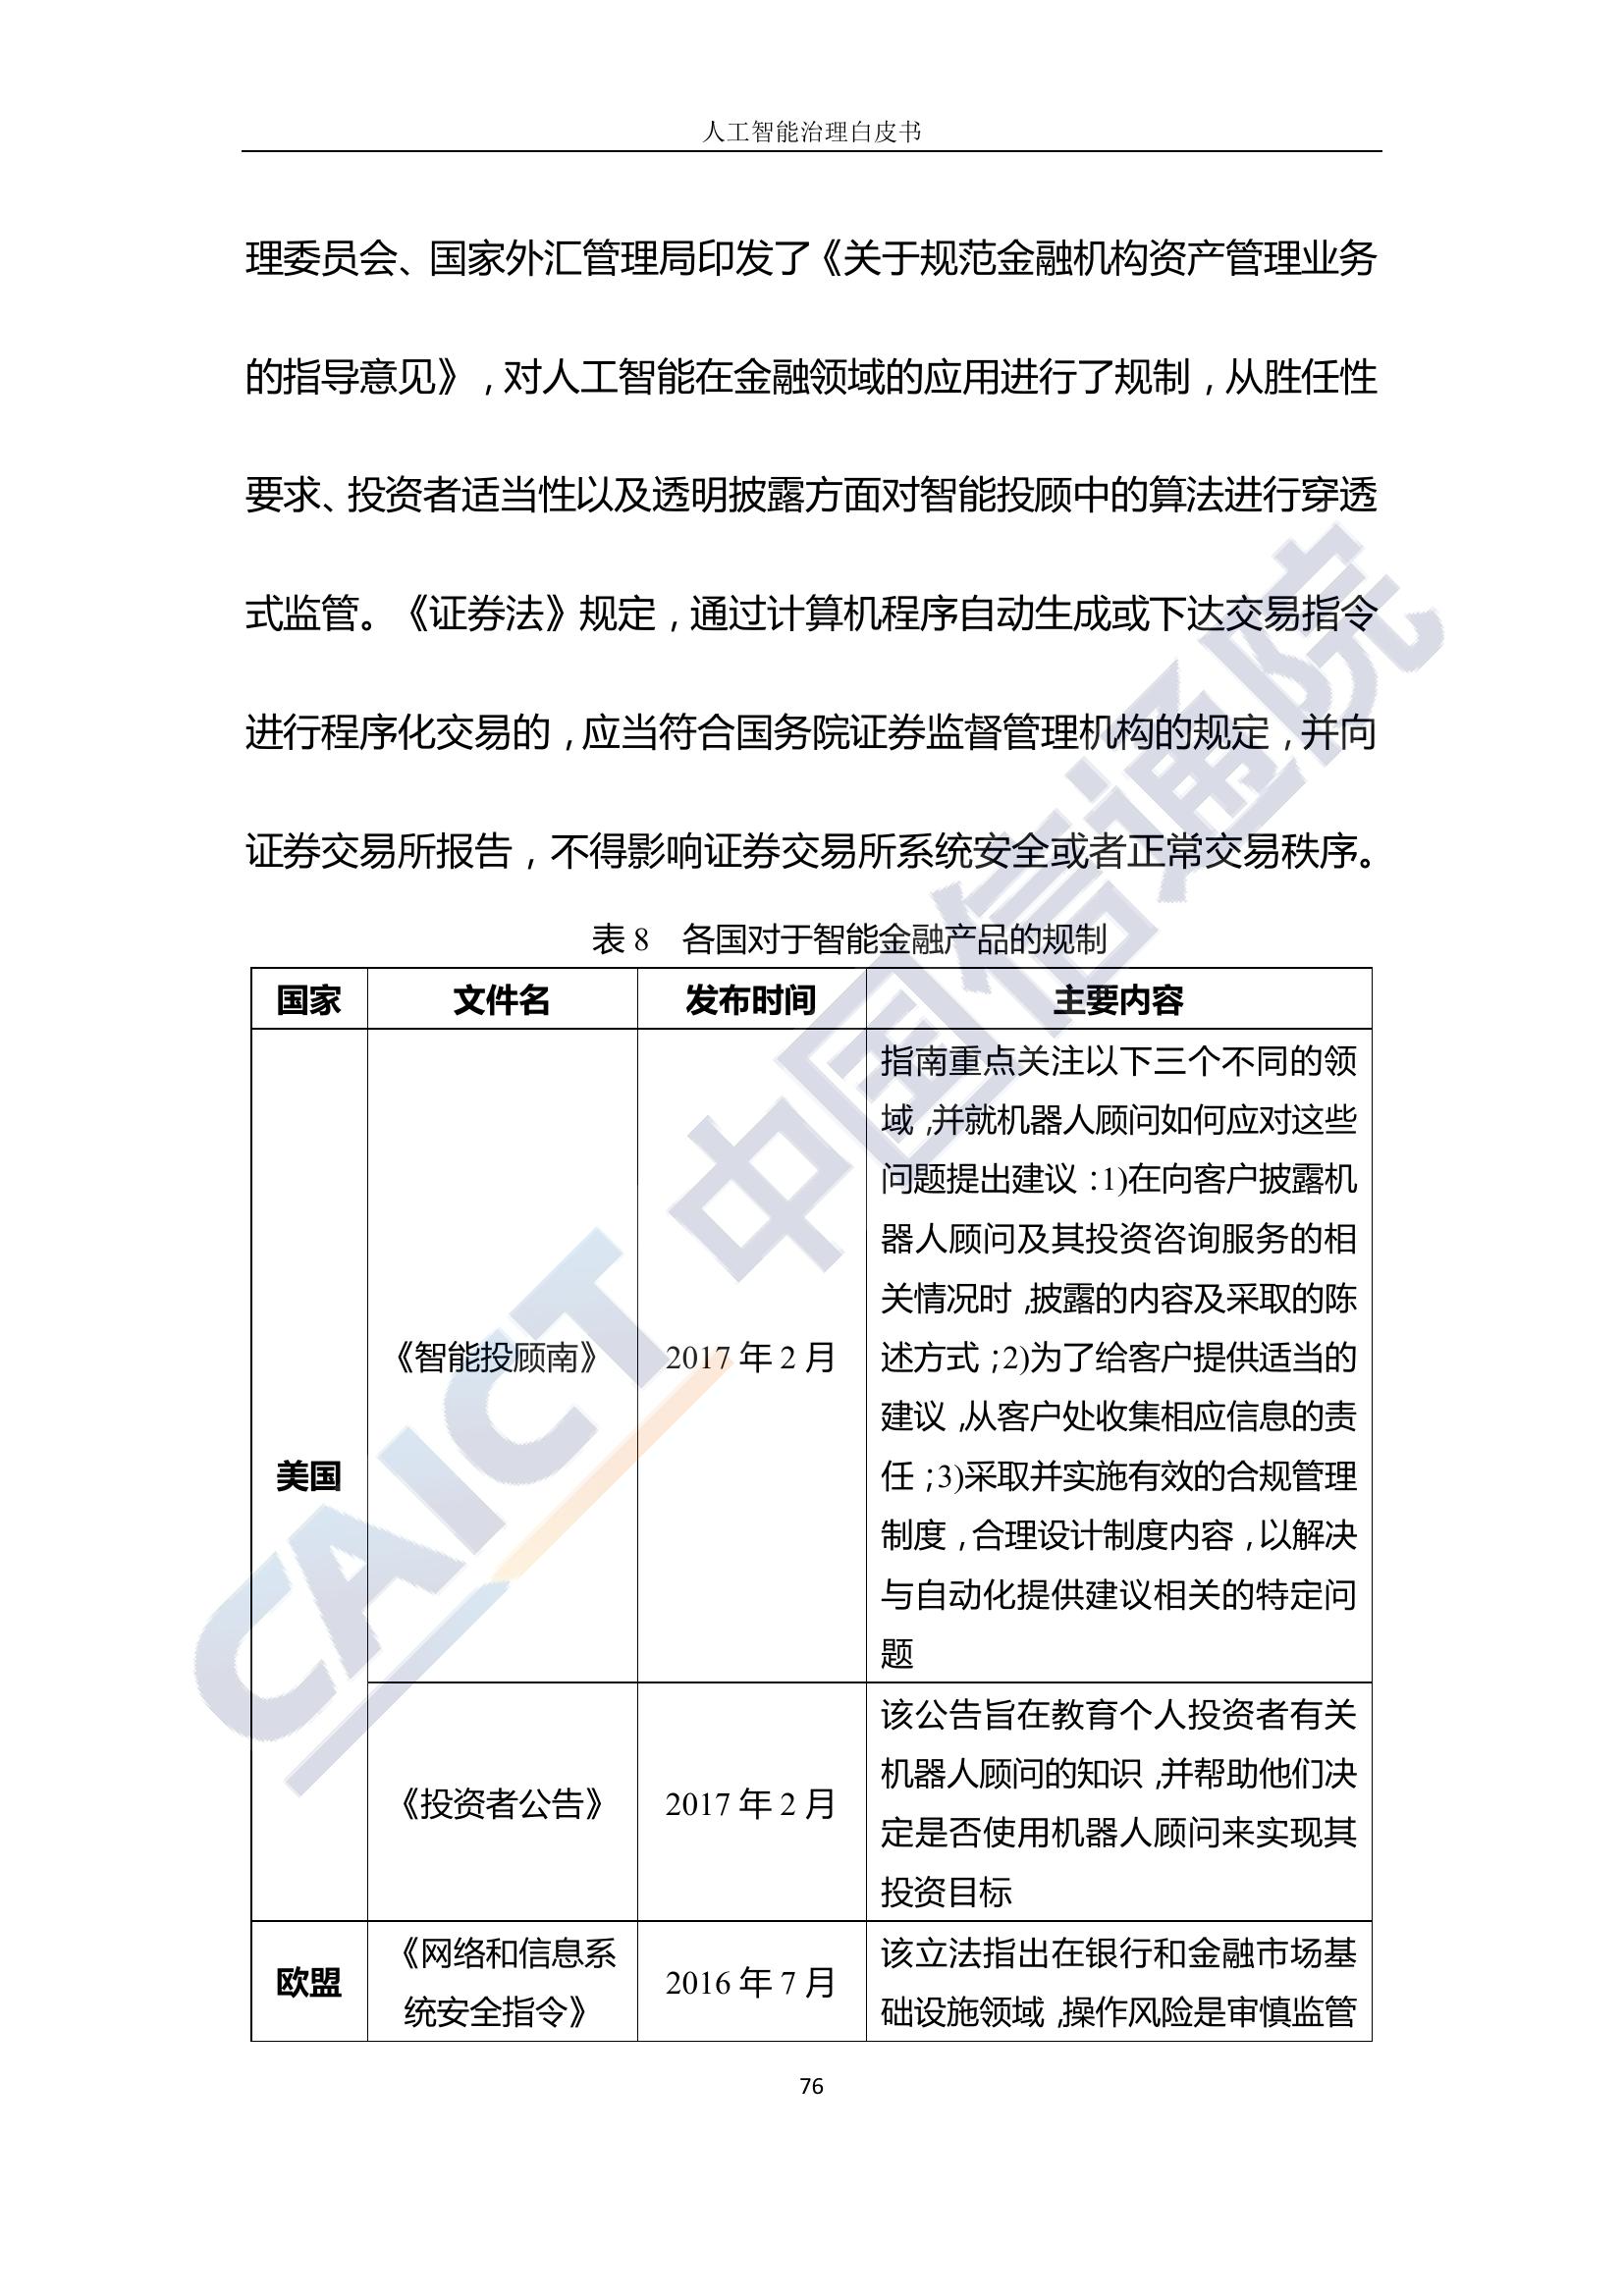 人工智能治理白皮书
理委员会、国家外汇管理局印发了《关于规范金融机构资产管理业务
的指导意见》，对人工智能在金融领域的应用进行了规制，从胜任性
要求、投资者适当性以及透明披露方面对智能投顾中的算法进行穿透
式监管。《证券法》规定，通过计算机程序自动生成或下达交易指令
进行程序化交易的，应当符合国务院证券监督管理机构的规定，并向
证券交易所报告，不得影响证券交易所系统安全或者正常交易秩序。
表 8 各国对于智能金融产品的规制
国家 文件名 发布时间 主要内容
美国
《智能投顾南》
2017 年 2 月
指南重点关注以下三个不同的领
域，并就机器人顾问如何应对这些
问题提出建议：1)在向客户披露机
器人顾问及其投资咨询服务的相
关情况时，披露的内容及采取的陈
述方式；2)为了给客户提供适当的
建议，从客户处收集相应信息的责
任；3)采取并实施有效的合规管理
制度，合理设计制度内容，以解决
与自动化提供建议相关的特定问
题
《投资者公告》
2017 年 2 月
该公告旨在教育个人投资者有关
机器人顾问的知识，并帮助他们决
定是否使用机器人顾问来实现其
投资目标
欧盟
《网络和信息系
统安全指令》
2016 年 7 月
该立法指出在银行和金融市场基
础设施领域，操作风险是审慎监管
76
CAICT 中国信通院